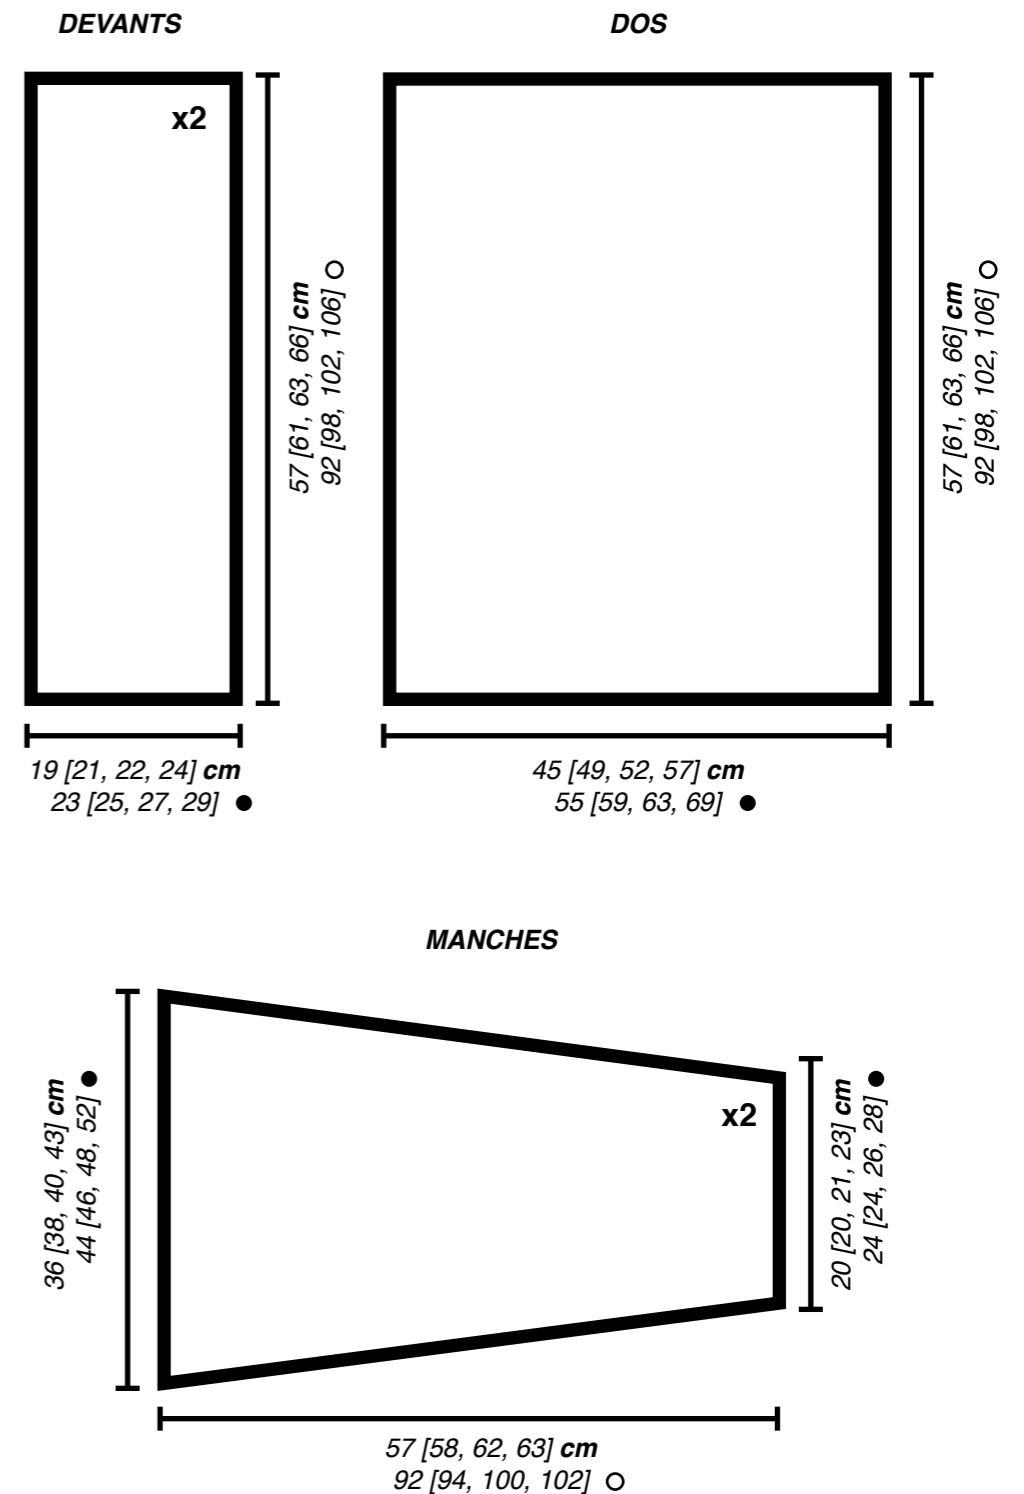 DEVANTS
x2
57 [61, 63, 66] cm
92 [98, 102, 106] ○
19 [21, 22, 24] cm
23 [25, 27, 29] ●
DOS
57 [61, 63, 66] cm
92 [98, 102, 106] ○
45 [49, 52, 57] cm
55 [59, 63, 69] ●
MANCHES
36 [38, 40, 43] cm
44 [46, 48, 52] ●
x2
20 [20, 21, 23] cm
24 [24, 26, 28] ●
57 [58, 62, 63] cm
92 [94, 100, 102] ○